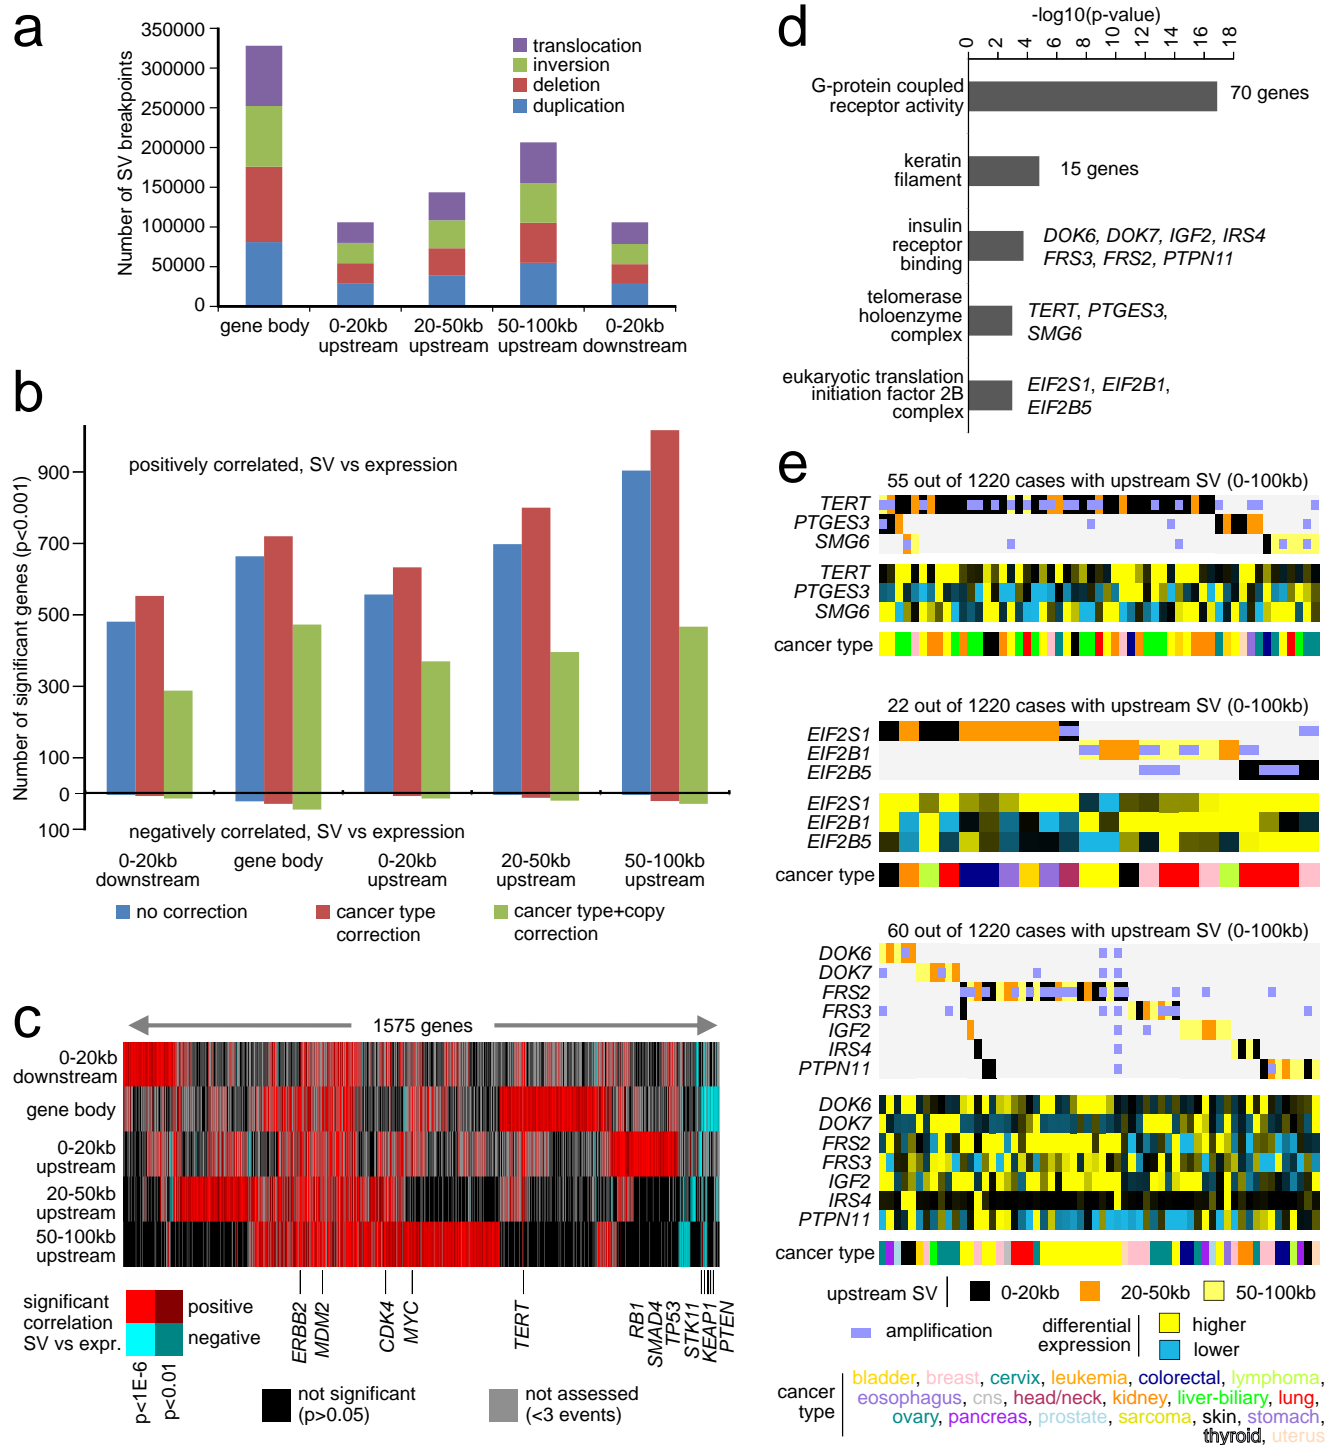 a
350000
300000
250000
200000
150000
100000
50000
0
Number of SV breakpoints
translocation
inversion
deletion
duplication
gene body
0-20kb upstream
20-50kb upstream
50-100kb upstream
0-20kb downstream
b
Number of significant genes (p<0.001)
900
700
500
300
100
0
100
positively correlated, SV vs expression
negatively correlated, SV vs expression
0-20kb downstream
gene body
0-20kb upstream
20-50kb upstream
50-100kb upstream
no correction
cancer type correction
cancer type+copy correction
c
1575 genes
0-20kb
downstream
gene body
0-20kb
upstream
20-50kb
upstream
50-100kb
upstream
ERBB2
MDM2
CDK4
MYC
TERT
RB1
SMAD4
TP53
STK11
KEAP1
PTEN
significant
correlation
SV vs expr.
positive
negative
p<1E-6
p<0.01
not significant
(p>0.05)
not assessed
(<3 events)
d
-log10(p-value)
0 2 4 6 8 10 12 14 16 18
G-protein coupled
receptor activity
70 genes
keratin
filament
15 genes
insulin
receptor
binding
DOK6, DOK7, IGF2, IRS4
FRS3, FRS2, PTPN11
telomerase
holoenzyme
complex
TERT, PTGES3,
SMG6
eukaryotic translation
initiation factor 2B
complex
EIF2S1, EIF2B1,
EIF2B5
e
55 out of 1220 cases with upstream SV (0-100kb)
TERT
PTGES3
SMG6
TERT
PTGES3
SMG6
cancer type
22 out of 1220 cases with upstream SV (0-100kb)
EIF2S1
EIF2B1
EIF2B5
EIF2S1
EIF2B1
EIF2B5
cancer type
60 out of 1220 cases with upstream SV (0-100kb)
DOK6
DOK7
FRS2
FRS3
IGF2
IRS4
PTPN11
DOK6
DOK7
FRS2
FRS3
IGF2
IRS4
PTPN11
cancer type
upstream SV
0-20kb
20-50kb
50-100kb
amplification
differential
expression
higher
lower
cancer
type
bladder, breast, cervix, leukemia, colorectal, lymphoma,
eosophagus, cns, head/neck, kidney, liver-biliary, lung,
ovary, pancreas, prostate, sarcoma, skin, stomach,
thyroid, uterus